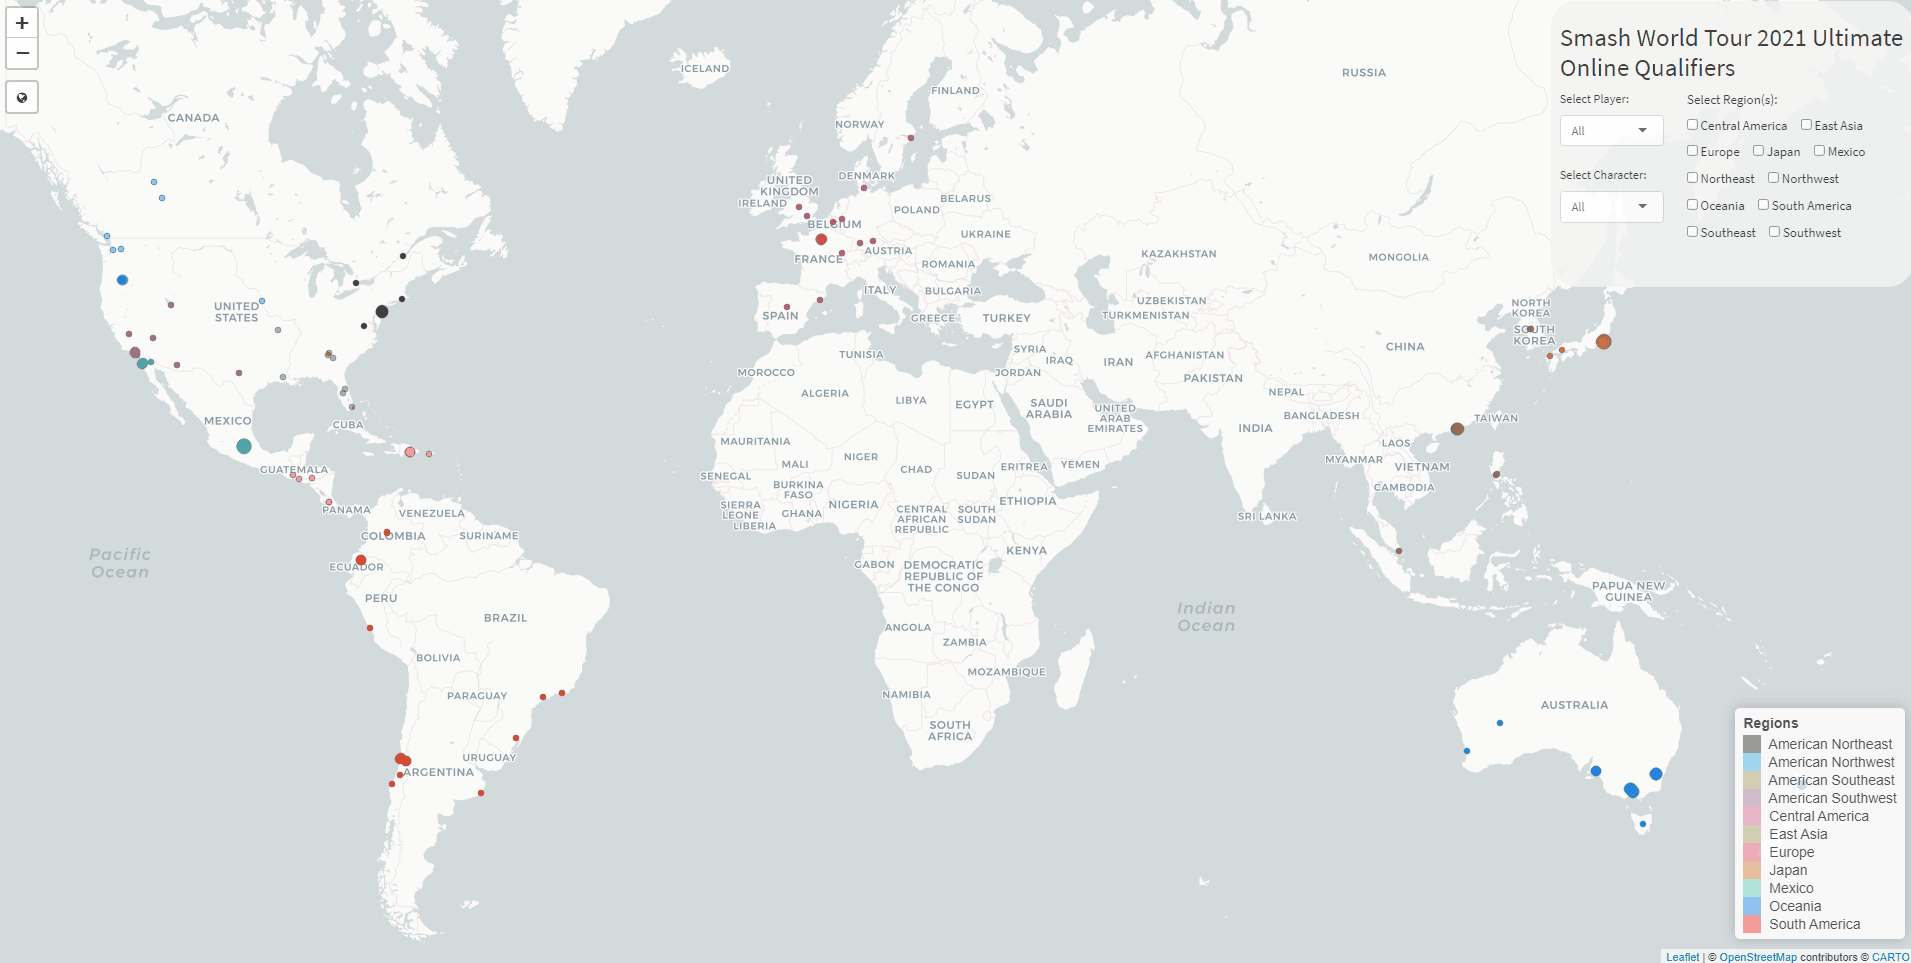 +
−
Smash World Tour 2021 Ultimate
Online Qualifiers
Select Player:
All
Select Character:
All
Select Region(s):
Central America East Asia
Europe Japan Mexico
Northeast Northwest
Oceania South America
Southeast Southwest
ICELAND
RUSSIA
FINLAND
CANADA
NORWAY
DENMARK
UNITED
KINGDOM
IRELAND
BELARUS
POLAND
BELGIUM
UKRAINE
AUSTRIA
FRANCE
ROMANIA
KAZAKHSTAN
MONGOLIA
ITALY
BULGARIA
UZBEKISTAN
UNITED
STATES
SPAIN
GREECE
TURKEY
TURKMENISTAN
NORTH
KOREA
SOUTH
KOREA
TUNISIA
SYRIA
IRAQ
IRAN
AFGHANISTAN
CHINA
MOROCCO
JORDAN
PAKISTAN
ALGERIA
LIBYA
EGYPT
SAUDI
ARABIA
UNITED
ARAB
EMIRATES
NEPAL
BANGLADESH
TAIWAN
MEXICO
CUBA
INDIA
MAURITANIA
LAOS
MYANMAR
VIETNAM
GUATEMALA
SENEGAL
MALI
NIGER
CHAD
SUDAN
ERITREA
YEMEN
BURKINA
FASO
CAMBODIA
PANAMA
VENEZUELA
SIERRA
LEONE
GHANA
NIGERIA
LIBERIA
CENTRAL
AFRICAN
REPUBLIC
SOUTH
SUDAN
ETHIOPIA
SRI LANKA
COLOMBIA
SURINAME
Pacific
Ocean
ECUADOR
KENYA
GABON
DEMOCRATIC
REPUBLIC OF
THE CONGO
PERU
BRAZIL
PAPUA NEW
GUINEA
Indian
Ocean
ANGOLA
ZAMBIA
BOLIVIA
MOZAMBIQUE
PARAGUAY
NAMIBIA
AUSTRALIA
SOUTH
AFRICA
URUGUAY
ARGENTINA
Regions
American Northeast
American Northwest
American Southeast
American Southwest
Central America
East Asia
Europe
Japan
Mexico
Oceania
South America
Leaflet | © OpenStreetMap contributors © CARTO